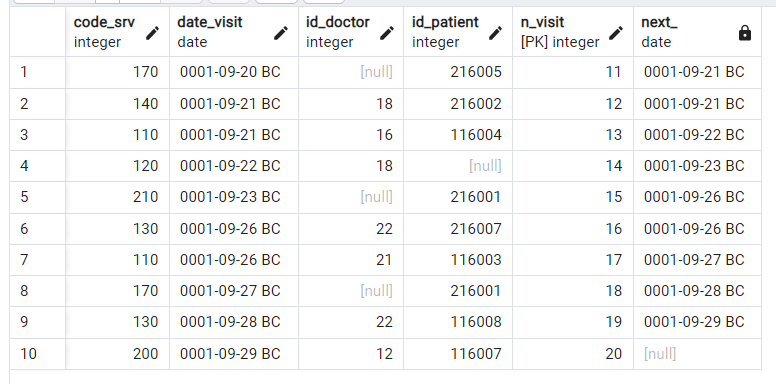 code_srv date_visit id_doctor id_patient n_visit next_
integer date integer integer [PK] integer date
1 170 0001-09-20 BC [null] 216005 11 0001-09-21 BC
2 140 0001-09-21 BC 18 216002 12 0001-09-21 BC
3 110 0001-09-21 BC 16 116004 13 0001-09-22 BC
4 120 0001-09-22 BC 18 [null] 14 0001-09-23 BC
5 210 0001-09-23 BC [null] 216001 15 0001-09-26 BC
6 130 0001-09-26 BC 22 216007 16 0001-09-26 BC
7 110 0001-09-26 BC 21 116003 17 0001-09-27 BC
8 170 0001-09-27 BC [null] 216001 18 0001-09-28 BC
9 130 0001-09-28 BC 22 116008 19 0001-09-29 BC
10 200 0001-09-29 BC 12 116007 20 [null]